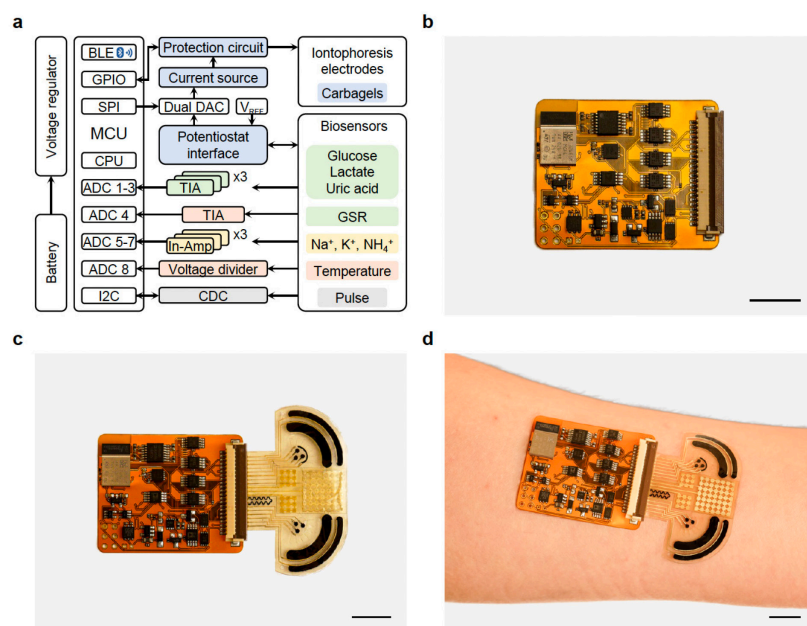 a
Voltage regulator
Battery
BLE
GPIO
SPI
MCU
CPU
ADC 1-3
ADC 4
ADC 5-7
ADC 8
I2C
Protection circuit
Current source
Dual DAC
V_REF
Potentiostat
interface
TIA
x3
TIA
In-Amp
x3
Voltage divider
CDC
Iontophoresis
electrodes
Carbagels
Biosensors
Glucose
Lactate
Uric acid
GSR
Na⁺, K⁺, NH₄⁺
Temperature
Pulse
b
c
d